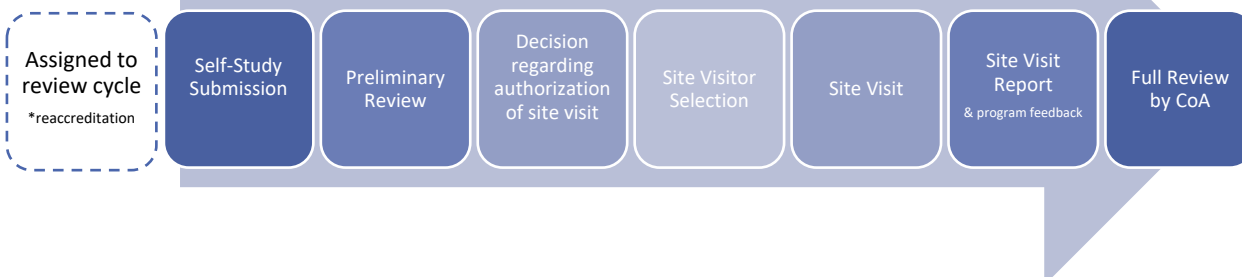 Assigned to
review cycle
*reaccreditation
Self-Study
Submission
Preliminary
Review
Decision
regarding
authorization
of site visit
Site Visitor
Selection
Site Visit
Site Visit
Report
& program feedback
Full Review
by CoA